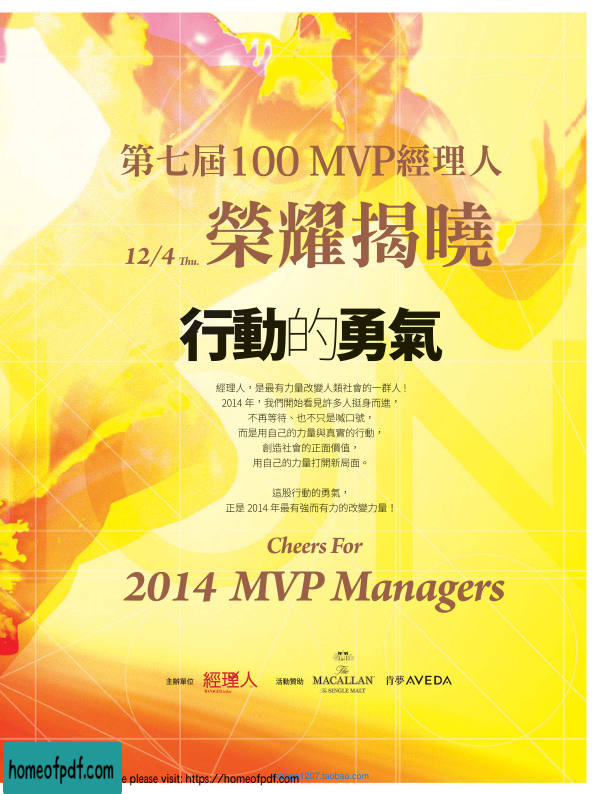 第七屆100 MVP經理人
12/4 Thu. 榮耀揭曉
行動的勇氣
經理人，是最有力量改變人類社會的一群人！
2014 年，我們開始看見許多人挺身而進，
不再等待、也不只是喊口號，
而是用自己的力量與真實的行動，
創造社會的正面價值，
用自己的力量打開新局面。
這股行動的勇氣，
正是 2014 年最有強而有力的改變力量！
Cheers For
2014 MVP Managers
主辦單位 經理人 活動贊助 The MACALLAN The SINGLE MALT 肯夢 AVEDA
homeofpdf.com
e please visit: https://homeofpdf.com
1207.taobao.com